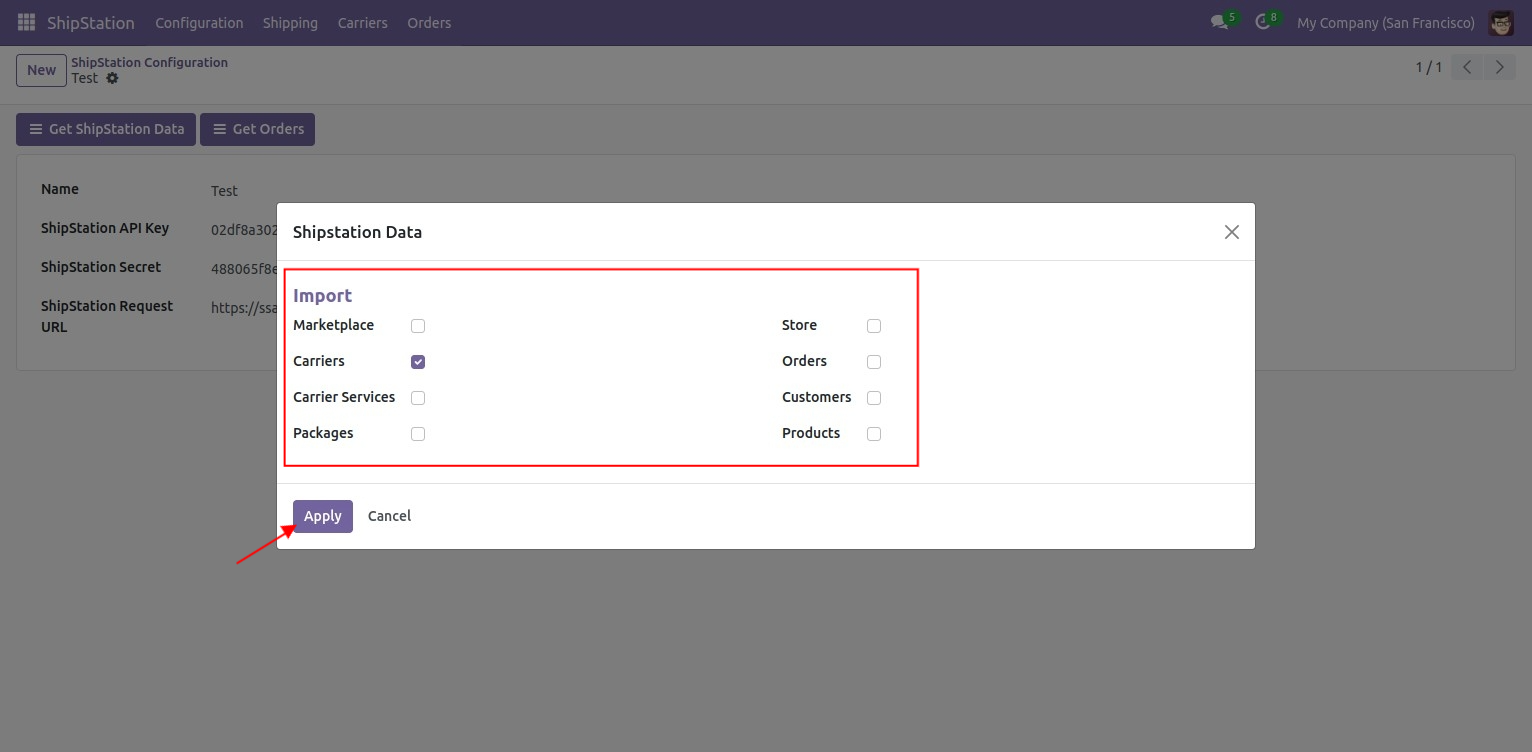 ShipStation Configuration Shipping Carriers Orders 5 8 My Company (San Francisco)
New ShipStation Configuration
Test 1 / 1
Get ShipStation Data Get Orders
Name Test
ShipStation API Key 02df8a302
ShipStation Secret 488065f8e
ShipStation Request URL https://ssa
Shipstation Data
Import
Marketplace Store
Carriers Orders
Carrier Services Customers
Packages Products
Apply Cancel